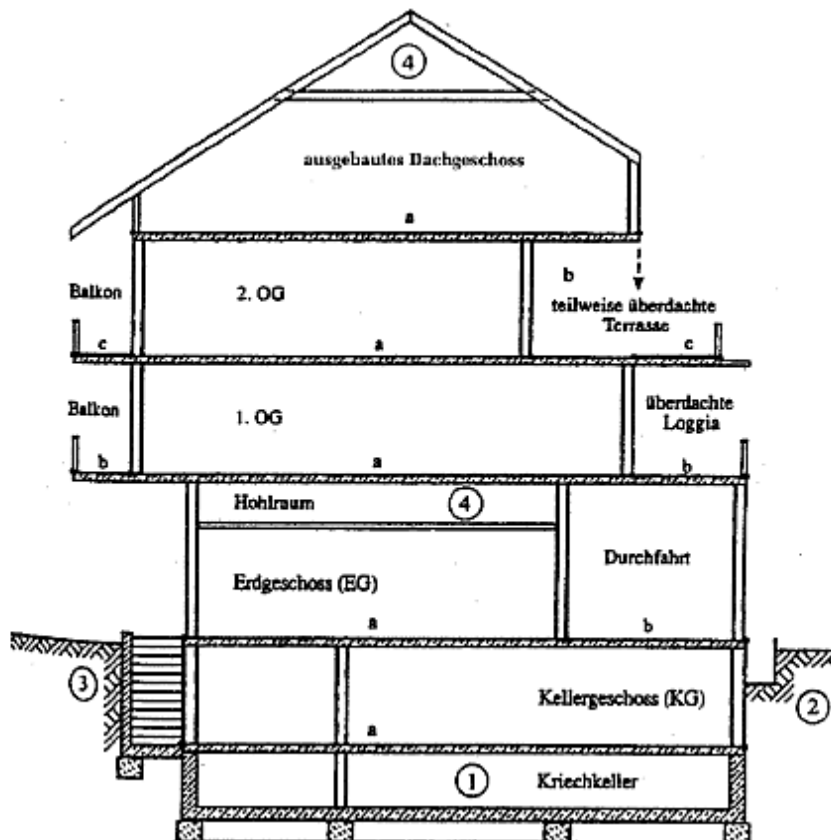 ④
ausgebautes Dachgeschoss
a
Balkon
2. OG
b
teilweise überdachte
Terrasse
c
a
c
Balkon
1. OG
überdachte
Loggia
b
a
b
Hohlraum
④
Durchfahrt
Erdgeschoss (EG)
a
b
③
Kellergeschoss (KG)
②
a
①
Kriechkeller